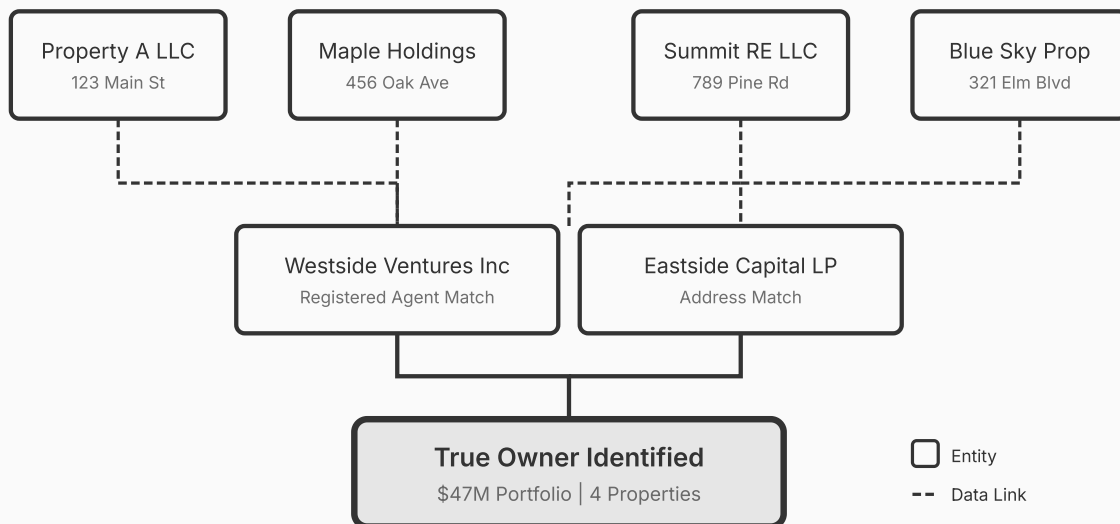 Property A LLC
123 Main St
Maple Holdings
456 Oak Ave
Summit RE LLC
789 Pine Rd
Blue Sky Prop
321 Elm Blvd
Westside Ventures Inc
Registered Agent Match
Eastside Capital LP
Address Match
True Owner Identified
$47M Portfolio | 4 Properties
Entity
Data Link